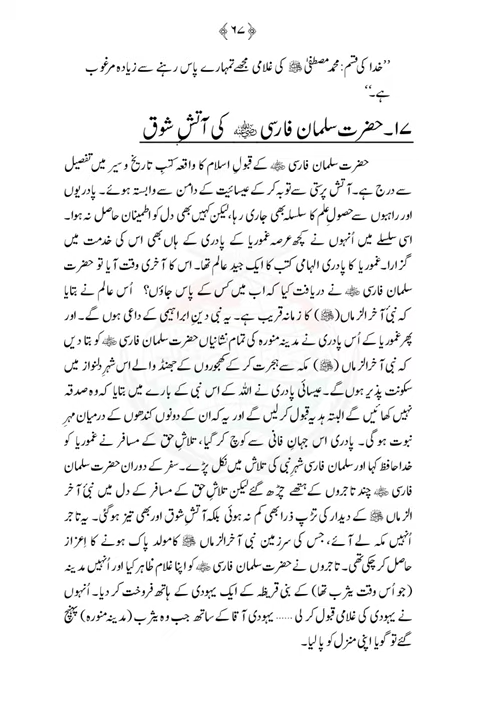 ﴿۶۷﴾
’’خدا کی قسم: محمد مصطفیٰ ﷺ کی غلامی مجھے تمہارے پاس رہنے سے زیادہ مرغوب
ہے۔‘‘
۱۷۔ حضرت سلمان فارسی رضی اللہ عنہ کی آتشِ شوق
حضرت سلمان فارسی رضی اللہ عنہ کے قبولِ اسلام کا واقعہ کتبِ تاریخ و سیر میں تفصیل
سے درج ہے۔ آتش پرستی سے توبہ کر کے عیسائیت کے دامن سے وابستہ ہوئے۔ پادریوں
اور راہبوں سے حصولِ علم کا سلسلہ بھی جاری رہا، لیکن کہیں بھی دل کو اطمینان حاصل نہ ہوا۔
اسی سلسلے میں اُنہوں نے کچھ عرصہ غموریا کے پادری کے ہاں بھی اس کی خدمت میں
گزارا۔ غموریا کا پادری الہامی کتب کا ایک جید عالم تھا۔ اس کا آخری وقت آیا تو حضرت
سلمان فارسی رضی اللہ عنہ نے دریافت کیا کہ اب میں کس کے پاس جاؤں؟ اُس عالم نے بتایا
کہ نبی آخر الزماں (ﷺ) کا زمانہ قریب ہے۔ یہ نبی دینِ ابراہیمی کے داعی ہوں گے۔ اور
پھر غموریا کے اُس پادری نے مدینہ منورہ کی تمام نشانیاں حضرت سلمان فارسی رضی اللہ عنہ کو بتا دیں
کہ نبی آخر الزماں (ﷺ) مکہ سے ہجرت کر کے کھجوروں کے جھنڈ والے اس شہرِ دلنواز میں
سکونت پذیر ہوں گے۔ عیسائی پادری نے اللہ کے اس نبی کے بارے میں بتایا کہ وہ صدقہ
نہیں کھائیں گے البتہ ہدیہ قبول کر لیں گے اور یہ کہ ان کے دونوں کندھوں کے درمیان مہرِ
نبوت ہو گی۔ پادری اس جہانِ فانی سے کوچ کر گیا، تلاشِ حق کے مسافر نے غموریا کو
خدا حافظ کہا اور سلمان فارسی شہرِ نبی کی تلاش میں نکل پڑے۔ سفر کے دوران حضرت سلمان
فارسی رضی اللہ عنہ چند تاجروں کے ہتھے چڑھ گئے لیکن تلاشِ حق کے مسافر کے دل میں نبی آخر
الزماں ﷺ کے دیدار کی تڑپ ذرا بھی کم نہ ہوئی بلکہ آتشِ شوق اور بھی تیز ہو گئی۔ یہ تاجر
اُنہیں مکہ لے آئے، جس کی سرزمین نبی آخر الزماں ﷺ کا مولد پاک ہونے کا اِعزاز
حاصل کر چکی تھی۔ تاجروں نے حضرت سلمان فارسی رضی اللہ عنہ کو اپنا غلام ظاہر کیا اور اُنہیں مدینہ
(جو اُس وقت یثرب تھا) کے بنی قریظہ کے ایک یہودی کے ہاتھ فروخت کر دیا۔ اُنہوں
نے یہودی کی غلامی قبول کر لی ...... یہودی آقا کے ساتھ جب وہ یثرب (مدینہ منورہ) پہنچ
گئے تو گویا اپنی منزل کو پا لیا۔